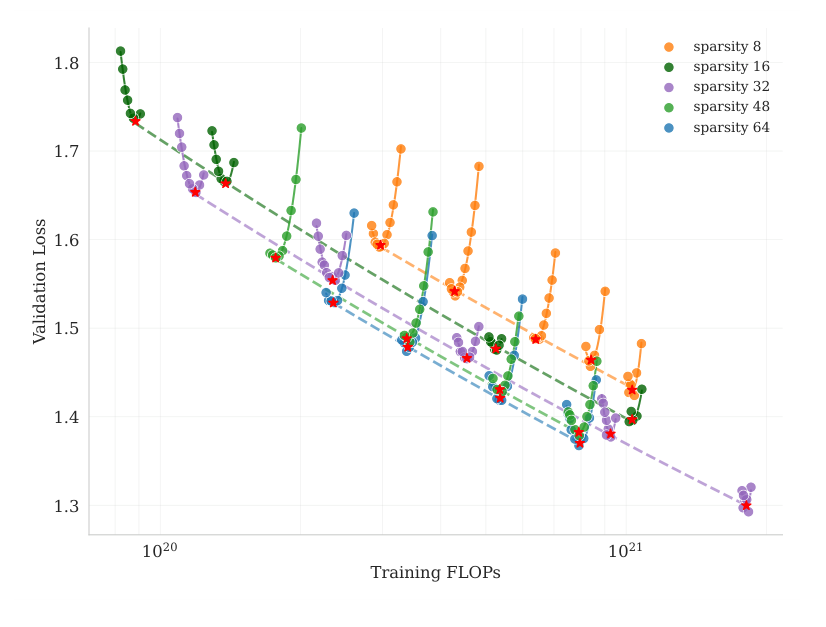 1.8
1.7
1.6
1.5
1.4
1.3
Validation Loss
10^20
10^21
Training FLOPs
sparsity 8
sparsity 16
sparsity 32
sparsity 48
sparsity 64